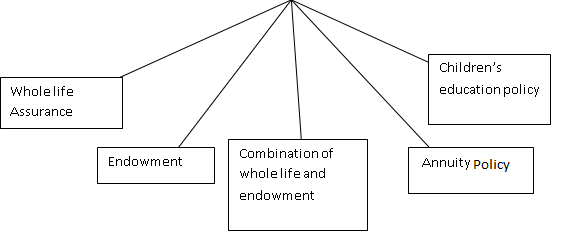 Whole life
Assurance
Endowment
Combination of
whole life and
endowment
Annuity Policy
Children's
education policy